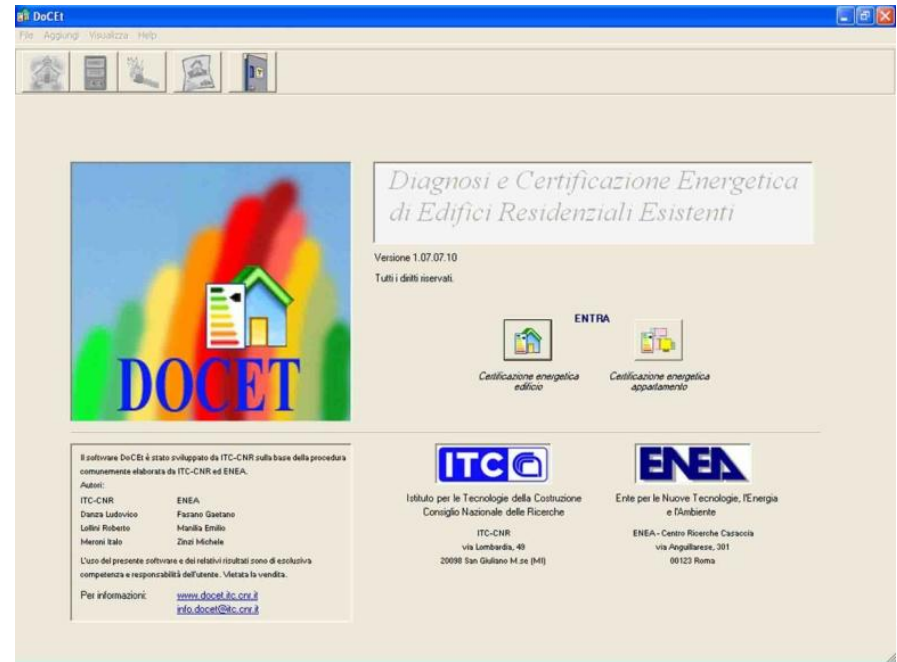 DoCEt
File Aggiungi Visualizza Help
Diagnosi e Certificazione Energetica
di Edifici Residenziali Esistenti
Versione 1.07.07.10
Tutti i diritti riservati.
ENTRA
Certificazione energetica
edificio
Certificazione energetica
appartamento
DOCET
Il software DoCEt è stato sviluppato da ITC-CNR sulla base della procedura
comunemente elaborata da ITC-CNR ed ENEA.
Autori:
ITC-CNR ENEA
Danza Ludovico Fasano Gaetano
Lollini Roberto Manilia Emilio
Meroni Italo Zinzi Michele
L'uso del presente software e dei relativi risultati sono di esclusiva
competenza e responsabilità dell'utente. Vietata la vendita.
Per informazioni: www.docet.itc.cnr.it
info.docet@itc.cnr.it
ITC
Istituto per le Tecnologie della Costruzione
Consiglio Nazionale delle Ricerche
ITC-CNR
via Lombardia, 49
20098 San Giuliano M.se (MI)
ENEA
Ente per le Nuove Tecnologie, l'Energia
e l'Ambiente
ENEA - Centro Ricerche Casaccia
via Anguillarese, 301
00123 Roma